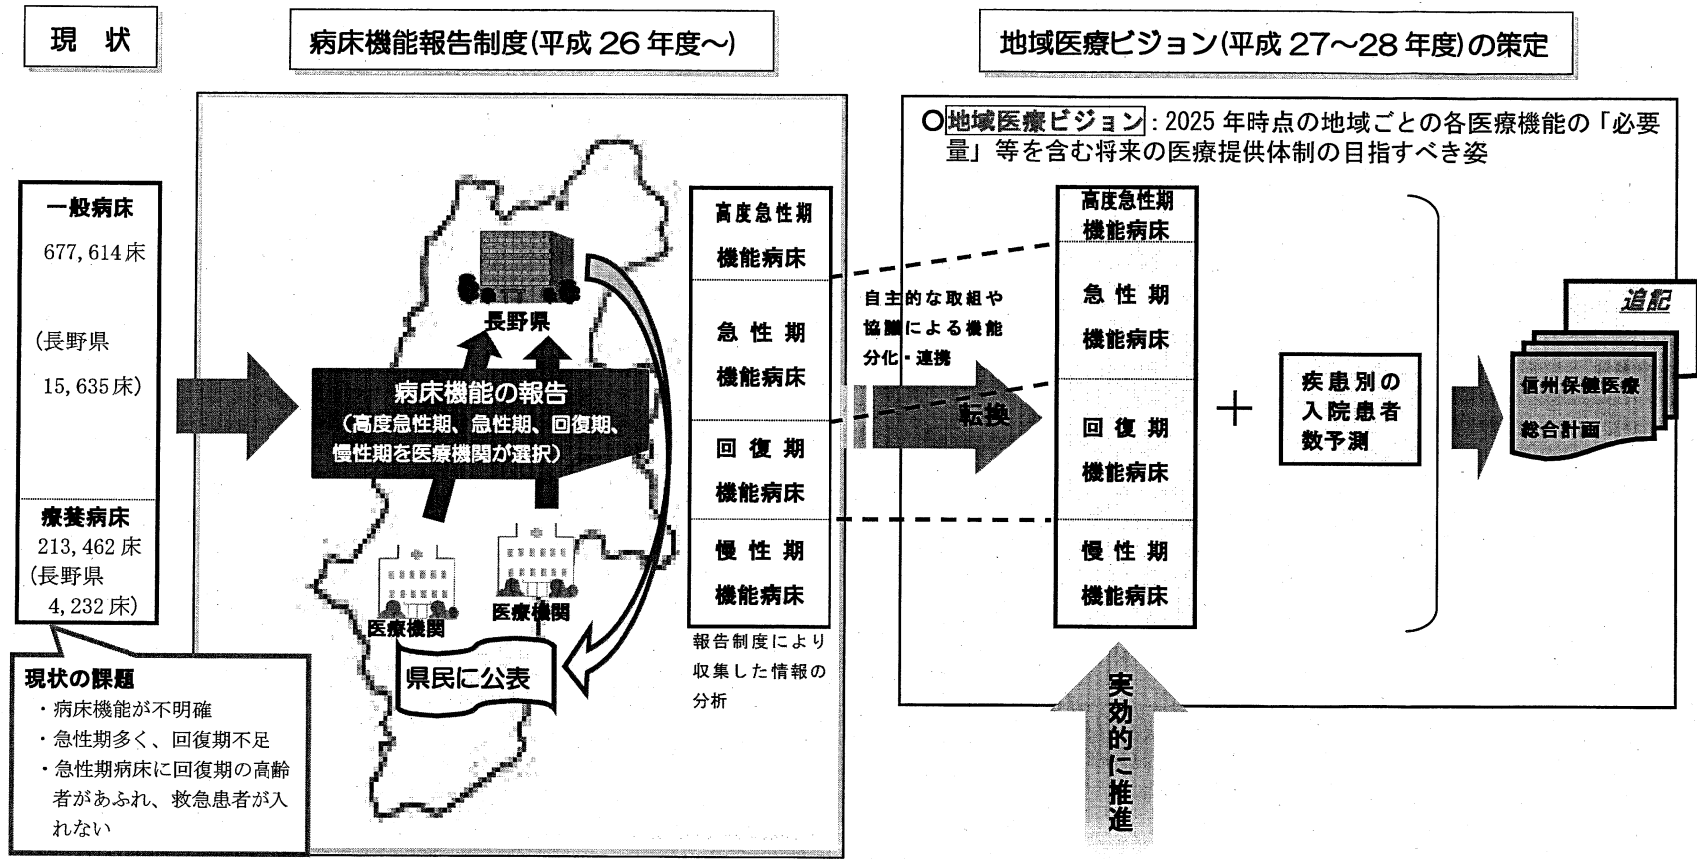 現 状
病床機能報告制度(平成 26 年度～)
地域医療ビジョン(平成 27～28 年度)の策定
一般病床
677,614床
(長野県
15,635床)
療養病床
213,462床
(長野県
4,232床)
現状の課題
・病床機能が不明確
・急性期多く、回復期不足
・急性期病床に回復期の高齢
者があふれ、救急患者が入
れない
長野県
病床機能の報告
(高度急性期、急性期、回復期、
慢性期を医療機関が選択)
医療機関
医療機関
県民に公表
高度急性期
機能病床
急 性 期
機能病床
回 復 期
機能病床
慢 性 期
機能病床
報告制度により
収集した情報の
分析
自主的な取組や
協議による機能
分化・連携
転換
○地域医療ビジョン：2025 年時点の地域ごとの各医療機能の「必要
量」等を含む将来の医療提供体制の目指すべき姿
高度急性期
機能病床
急 性 期
機能病床
回 復 期
機能病床
慢 性 期
機能病床
実効的に推進
＋
疾患別の
入院患者
数予測
追記
信州保健医療
総合計画